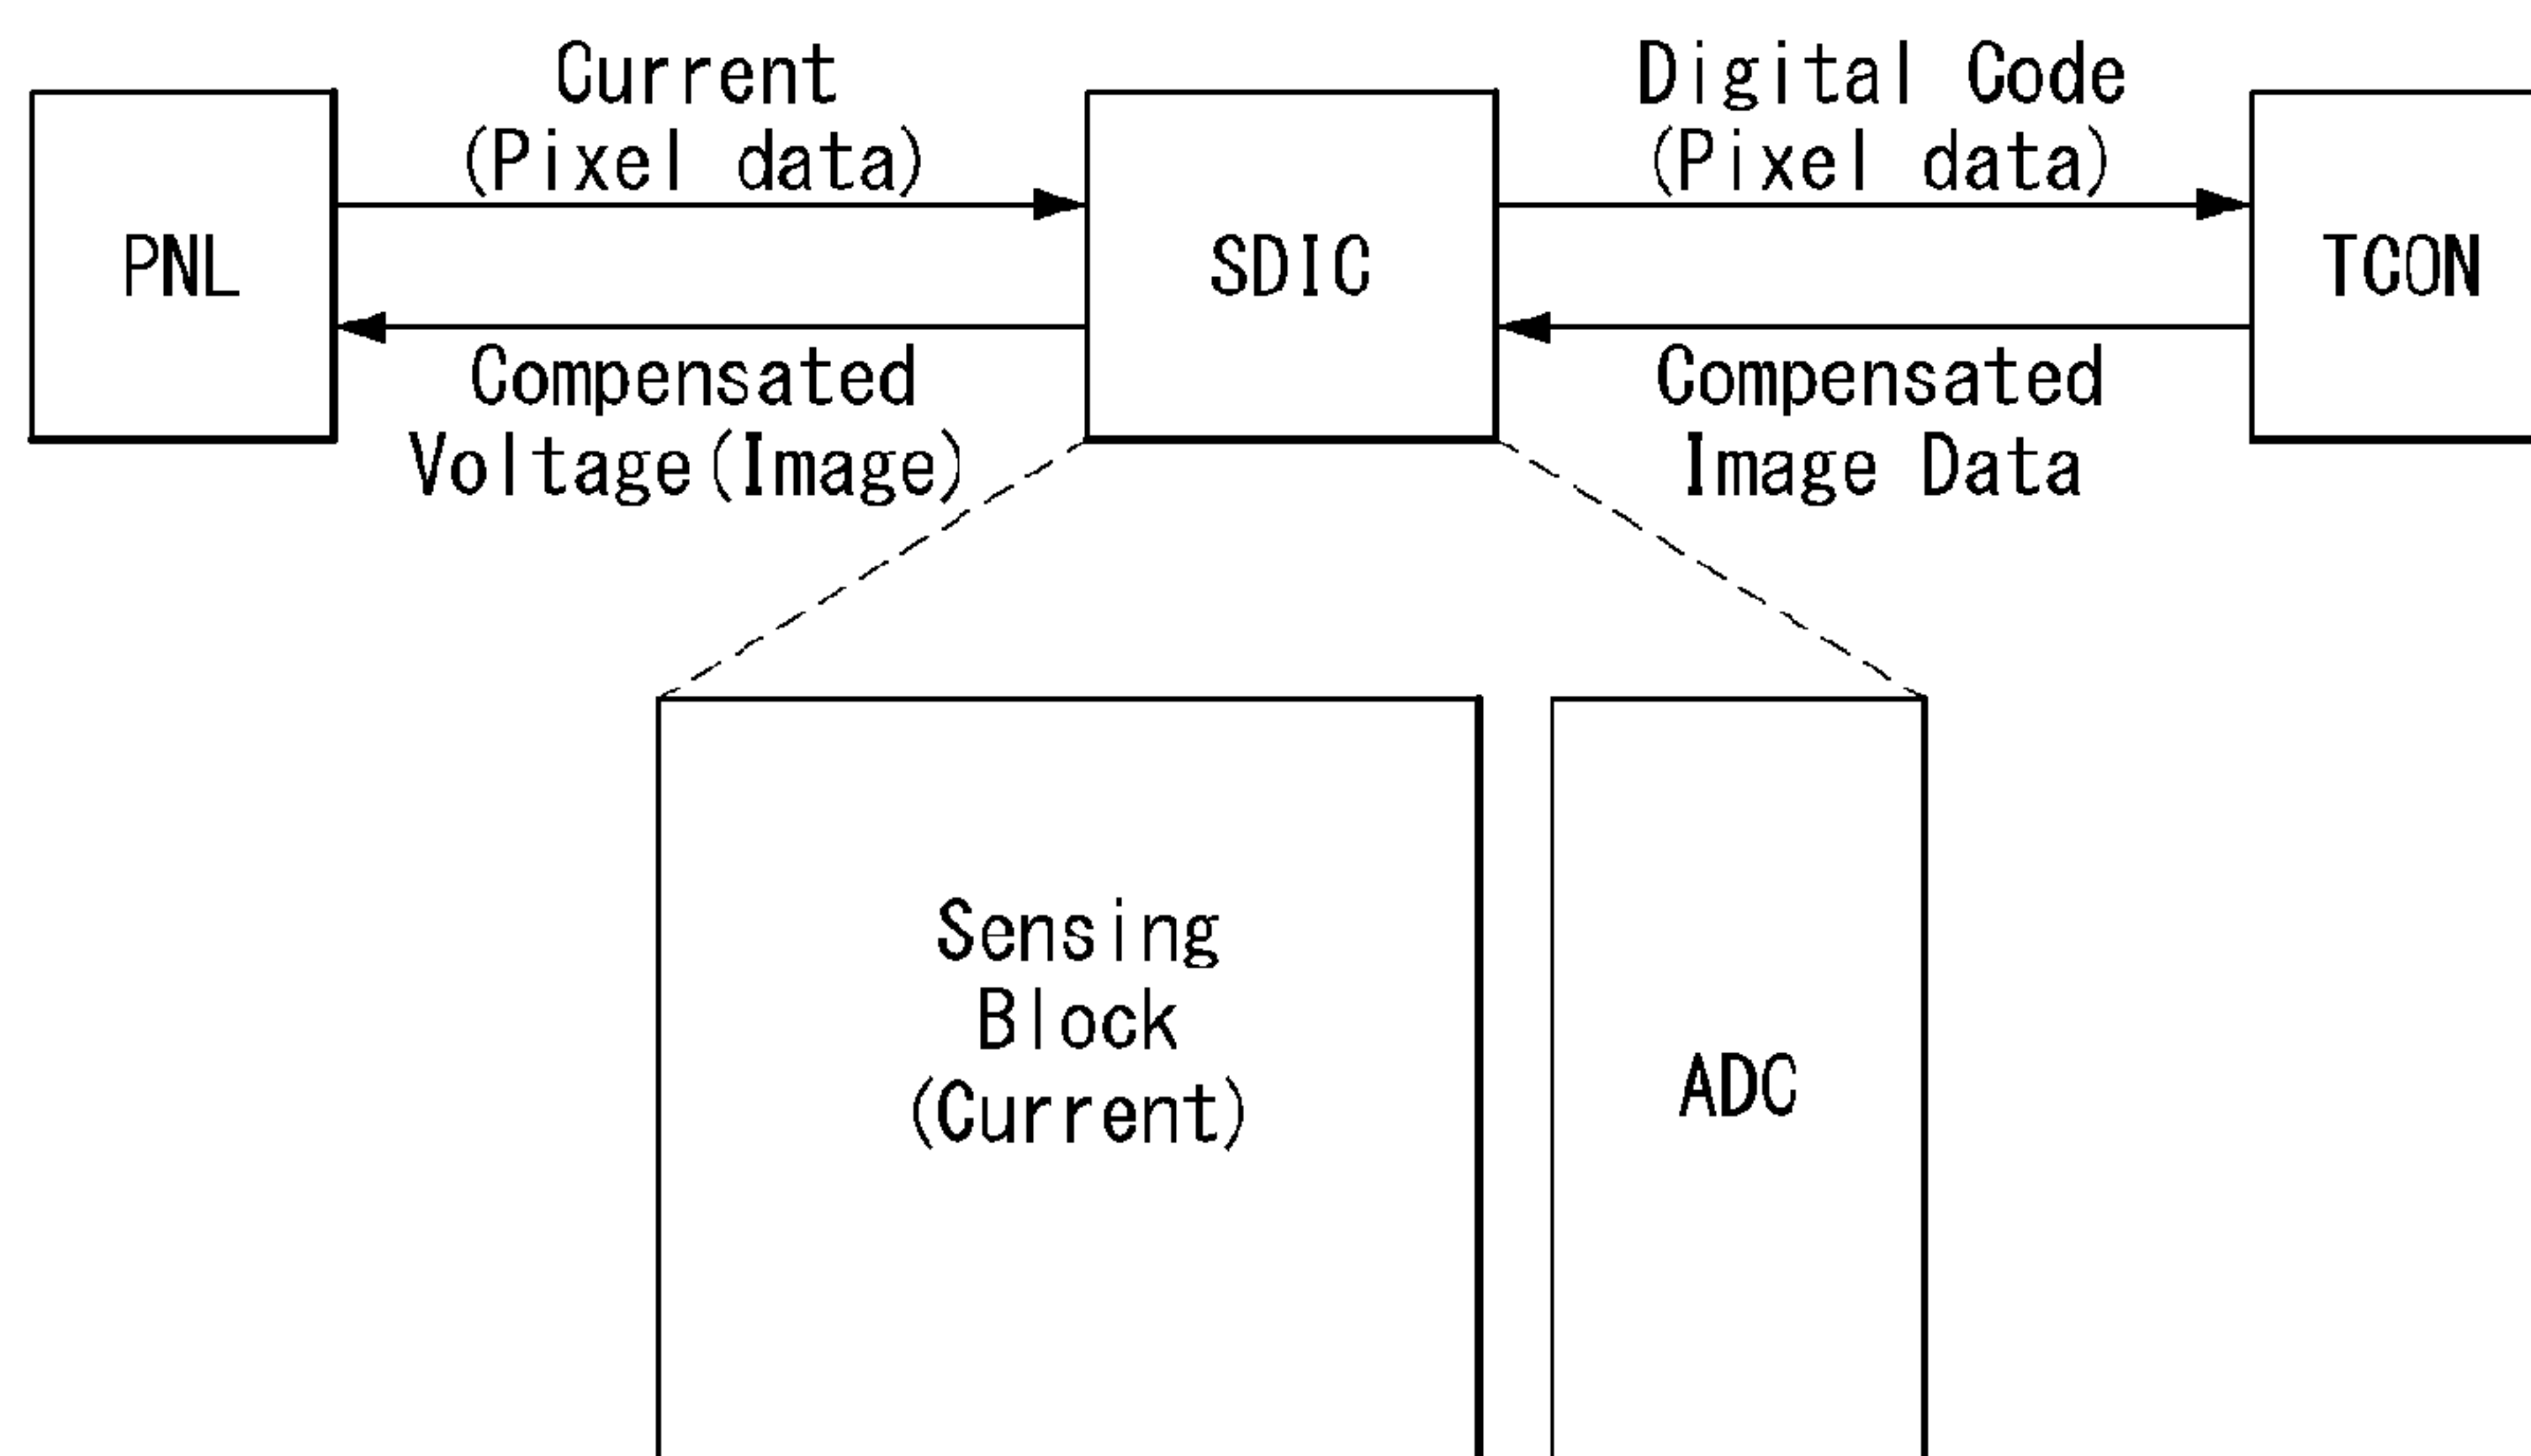 Current
(Pixel data)
Digital Code
(Pixel data)
PNL
SDIC
TCON
Compensated
Voltage(Image)
Compensated
Image Data
Sensing
Block
(Current)
ADC